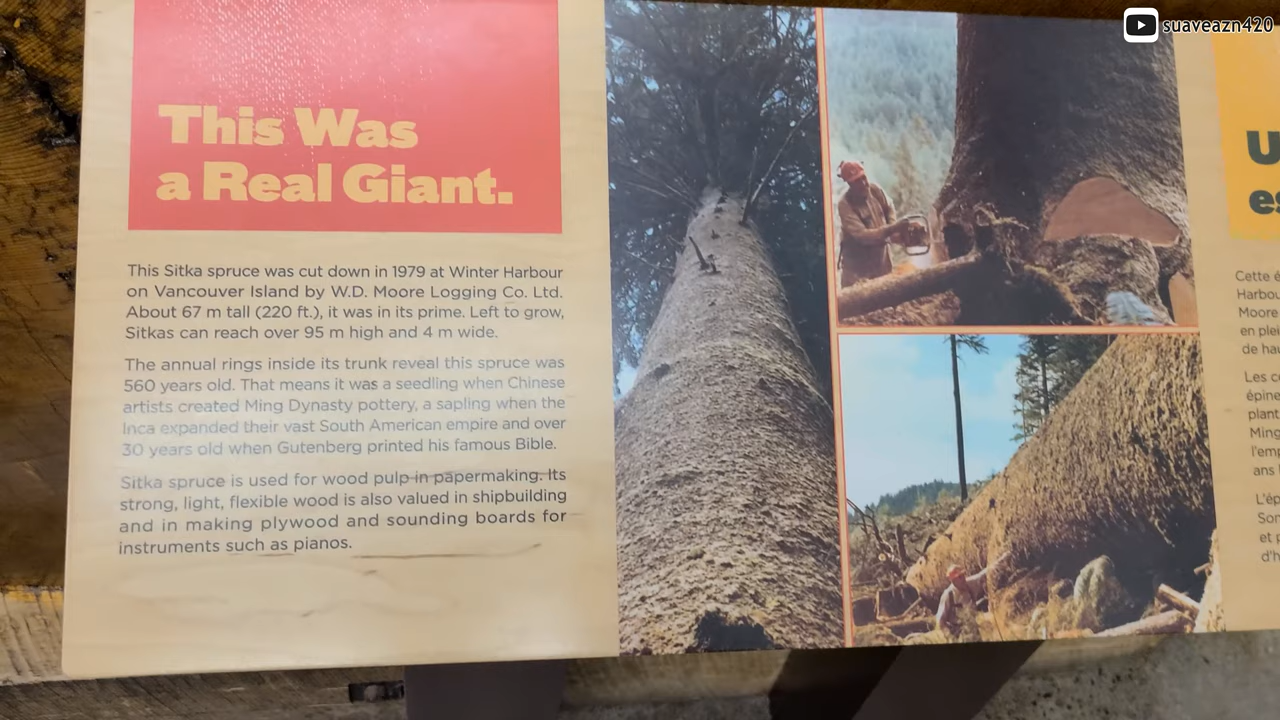 suaveazn420
This Was
a Real Giant.
This Sitka spruce was cut down in 1979 at Winter Harbour
on Vancouver Island by W.D. Moore Logging Co. Ltd.
About 67 m tall (220 ft.), it was in its prime. Left to grow,
Sitkas can reach over 95 m high and 4 m wide.
The annual rings inside its trunk reveal this spruce was
560 years old. That means it was a seedling when Chinese
artists created Ming Dynasty pottery, a sapling when the
Inca expanded their vast South American empire and over
30 years old when Gutenberg printed his famous Bible.
Sitka spruce is used for wood pulp in papermaking. Its
strong, light, flexible wood is also valued in shipbuilding
and in making plywood and sounding boards for
instruments such as pianos.
U
es
Cette é
Harbou
Moore
en plei
de hau
Les ce
épine
plant
Ming
l'emp
ans l
L'ép
Son
et p
d'h